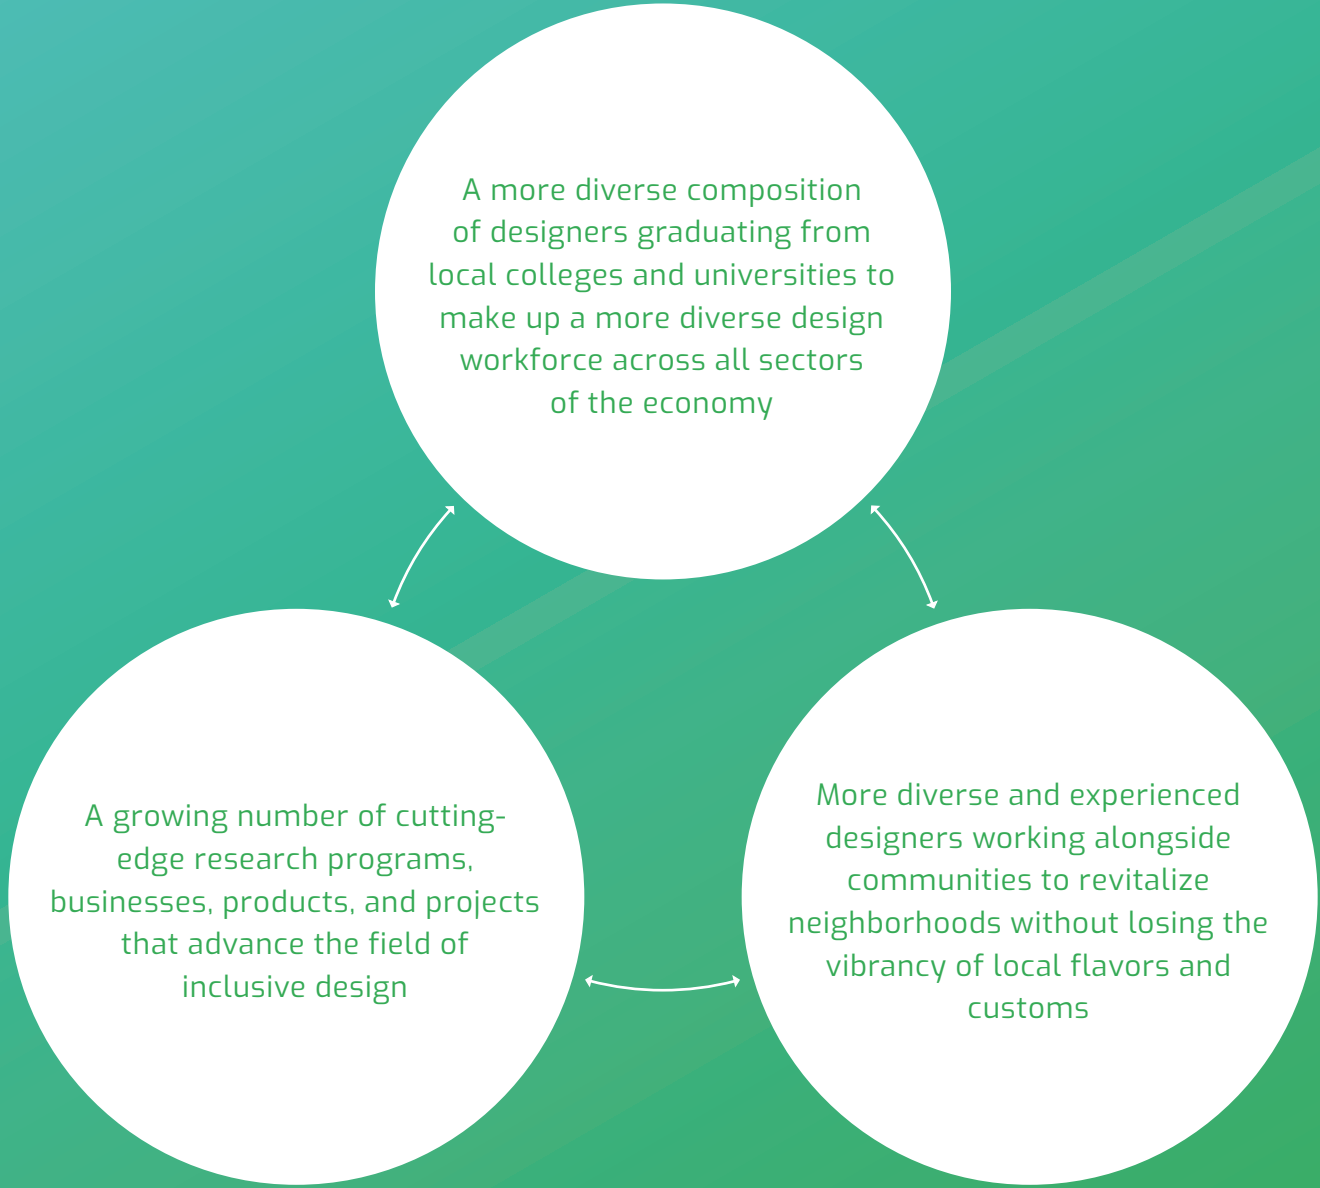 A more diverse composition
of designers graduating from
local colleges and universities to
make up a more diverse design
workforce across all sectors
of the economy
A growing number of cutting-
edge research programs,
businesses, products, and projects
that advance the field of
inclusive design
More diverse and experienced
designers working alongside
communities to revitalize
neighborhoods without losing the
vibrancy of local flavors and
customs